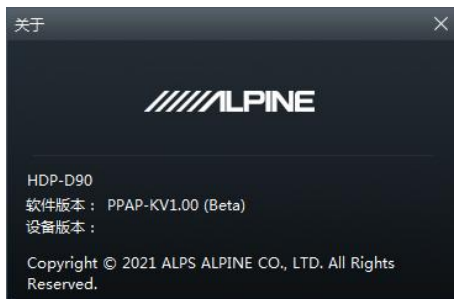 关于
ALPINE
HDP-D90
软件版本： PPAP-KV1.00 (Beta)
设备版本：
Copyright © 2021 ALPS ALPINE CO., LTD. All Rights
Reserved.